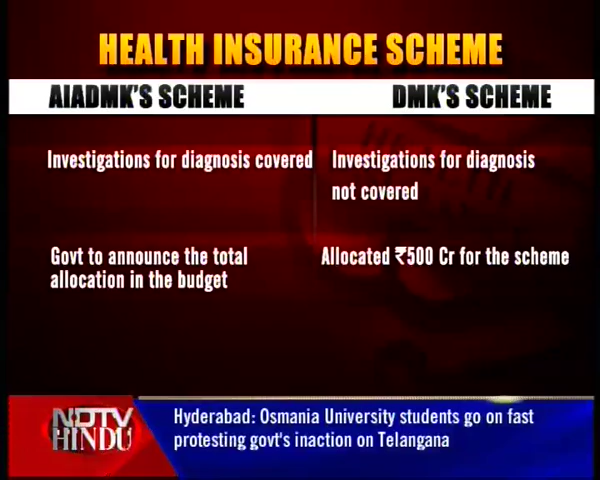 HEALTH INSURANCE SCHEME
AIADMK'S SCHEME
DMK'S SCHEME
Investigations for diagnosis covered
Investigations for diagnosis
not covered
Govt to announce the total
allocation in the budget
Allocated ₹500 Cr for the scheme
NDTV
HINDU
Hyderabad: Osmania University students go on fast
protesting govt's inaction on Telangana